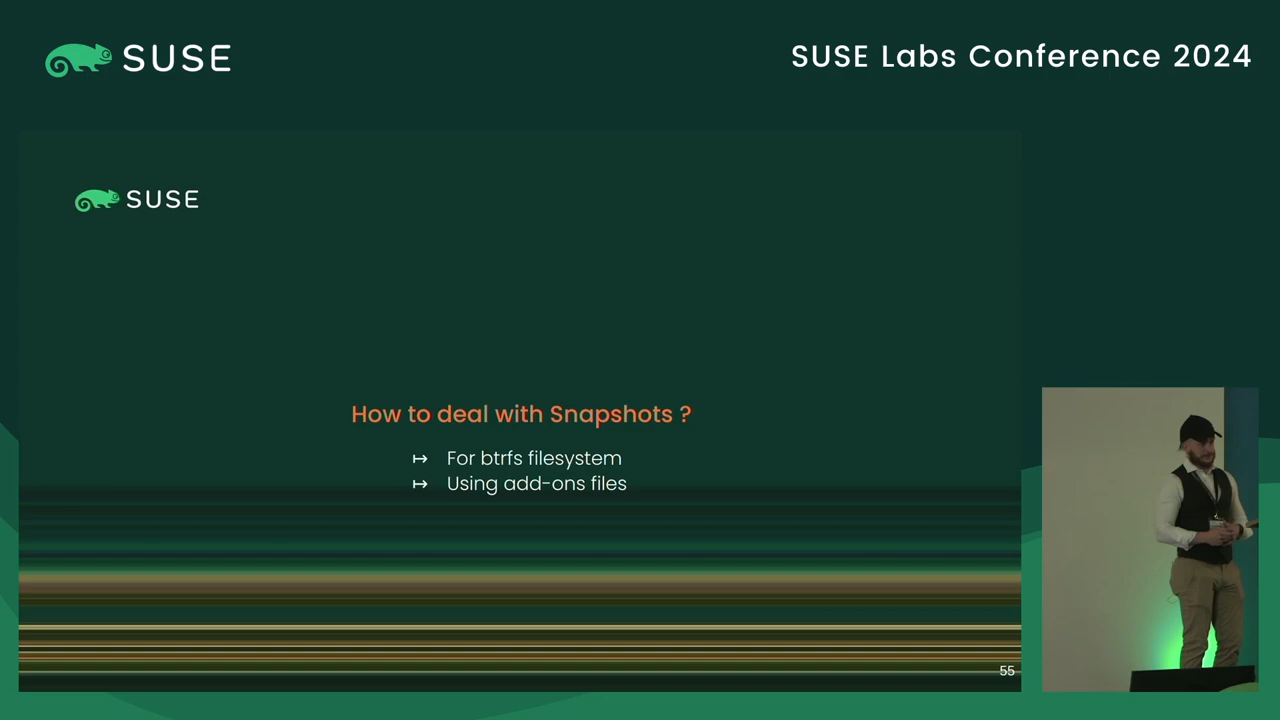 SUSE
SUSE Labs Conference 2024
SUSE
How to deal with Snapshots ?
↦ For btrfs filesystem
↦ Using add-ons files
55